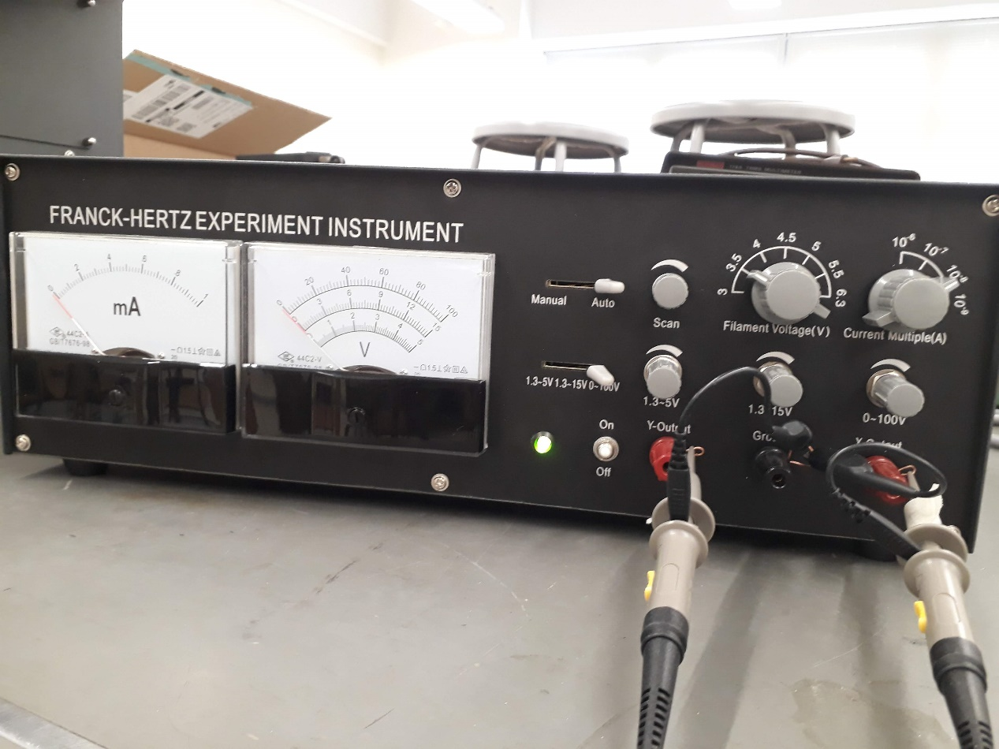 FRANCK-HERTZ EXPERIMENT INSTRUMENT
0 2 4 6 8 1
mA
44C2-
GB/T7676-98
0 20 40 60 80 100
0 3 6 9 12 15
0 1 2 3 4 5
V
44C2-V
Manual Auto
Scan
3 3.5 4 4.5 5 5.5 6.3
Filament Voltage(V)
10-6 10-7 10-8 10-9
Current Multiple(A)
1.3~5V 1.3~15V 0~100V
1.3~5V
1.3 15V
0~100V
On
Off
Y-Output
Gro